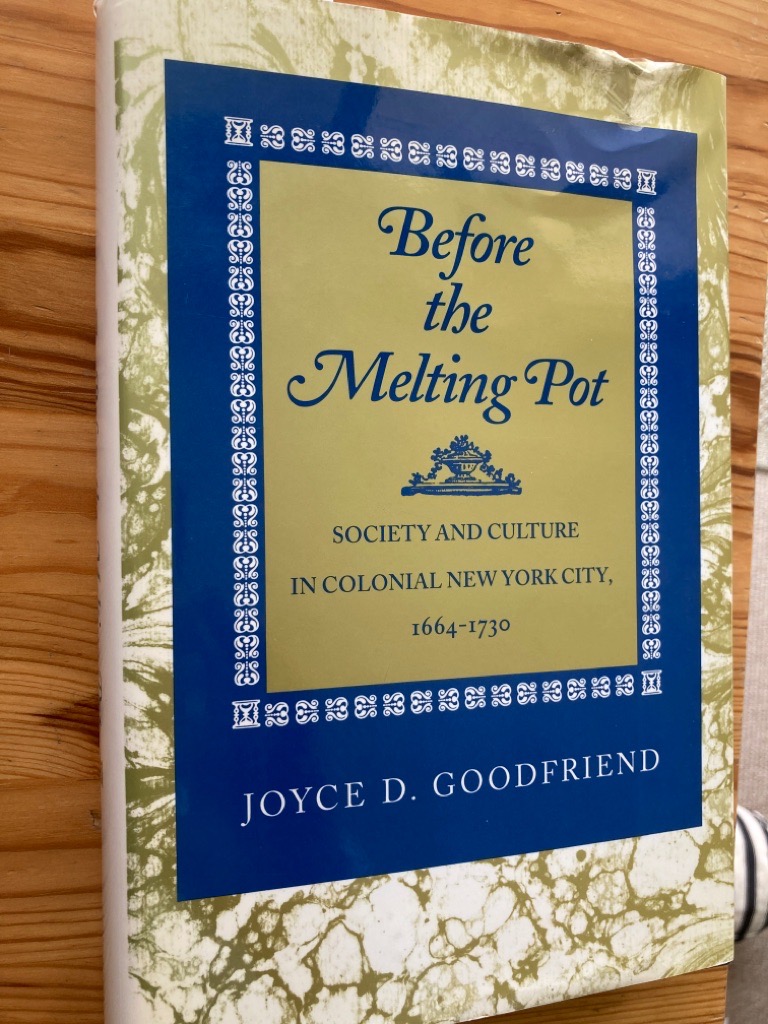 Before
the
Melting Pot
SOCIETY AND CULTURE
IN COLONIAL NEW YORK CITY,
1664-1730
JOYCE D. GOODFRIEND